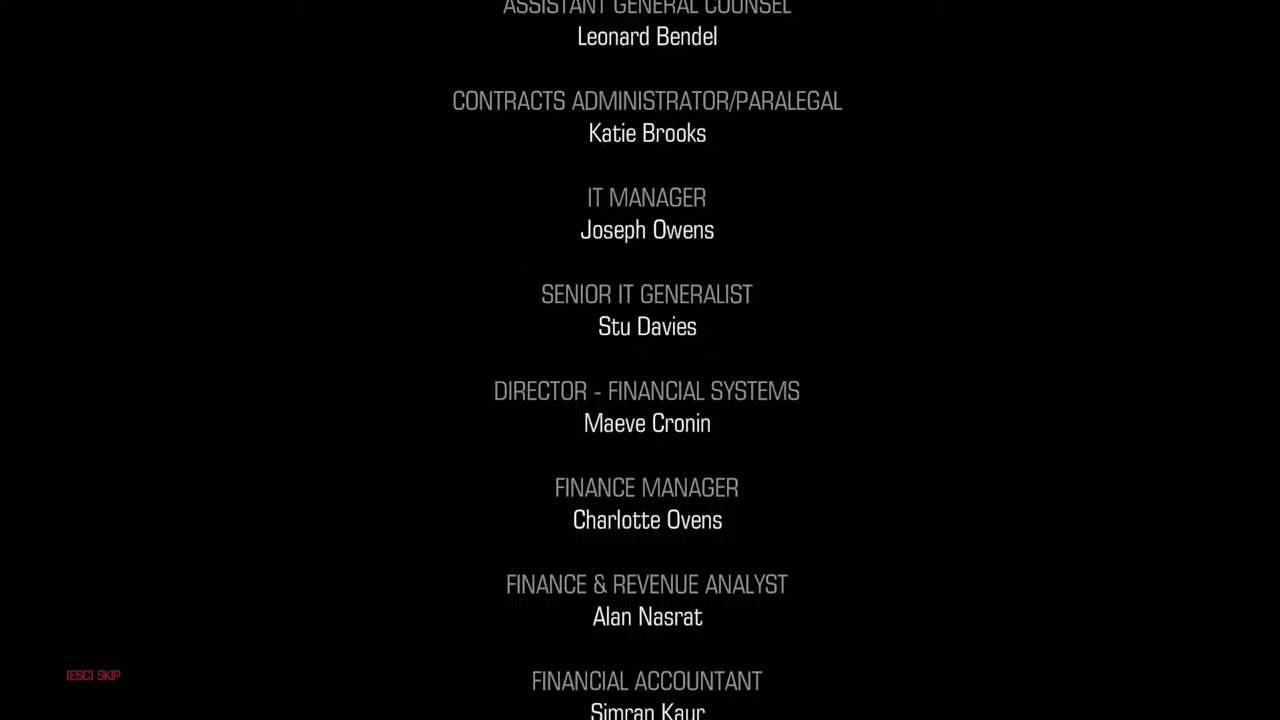 ASSISTANT GENERAL COUNSEL
Leonard Bendel
CONTRACTS ADMINISTRATOR/PARALEGAL
Katie Brooks
IT MANAGER
Joseph Owens
SENIOR IT GENERALIST
Stu Davies
DIRECTOR - FINANCIAL SYSTEMS
Maeve Cronin
FINANCE MANAGER
Charlotte Ovens
FINANCE & REVENUE ANALYST
Alan Nasrat
[ESC] SKIP
FINANCIAL ACCOUNTANT
Simran Kaur